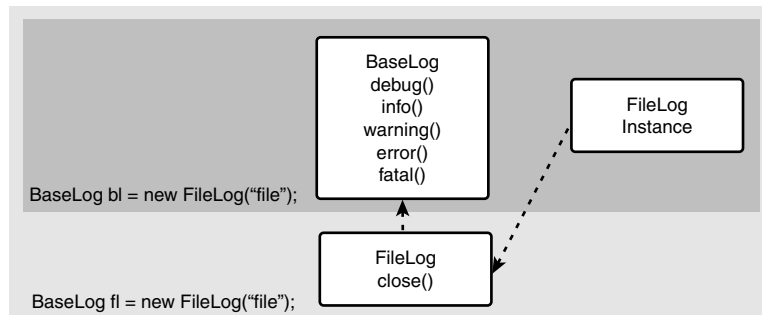 BaseLog
debug()
info()
warning()
error()
fatal()
FileLog
Instance
BaseLog bl = new FileLog(“file”);
FileLog
close()
BaseLog fl = new FileLog(“file”);